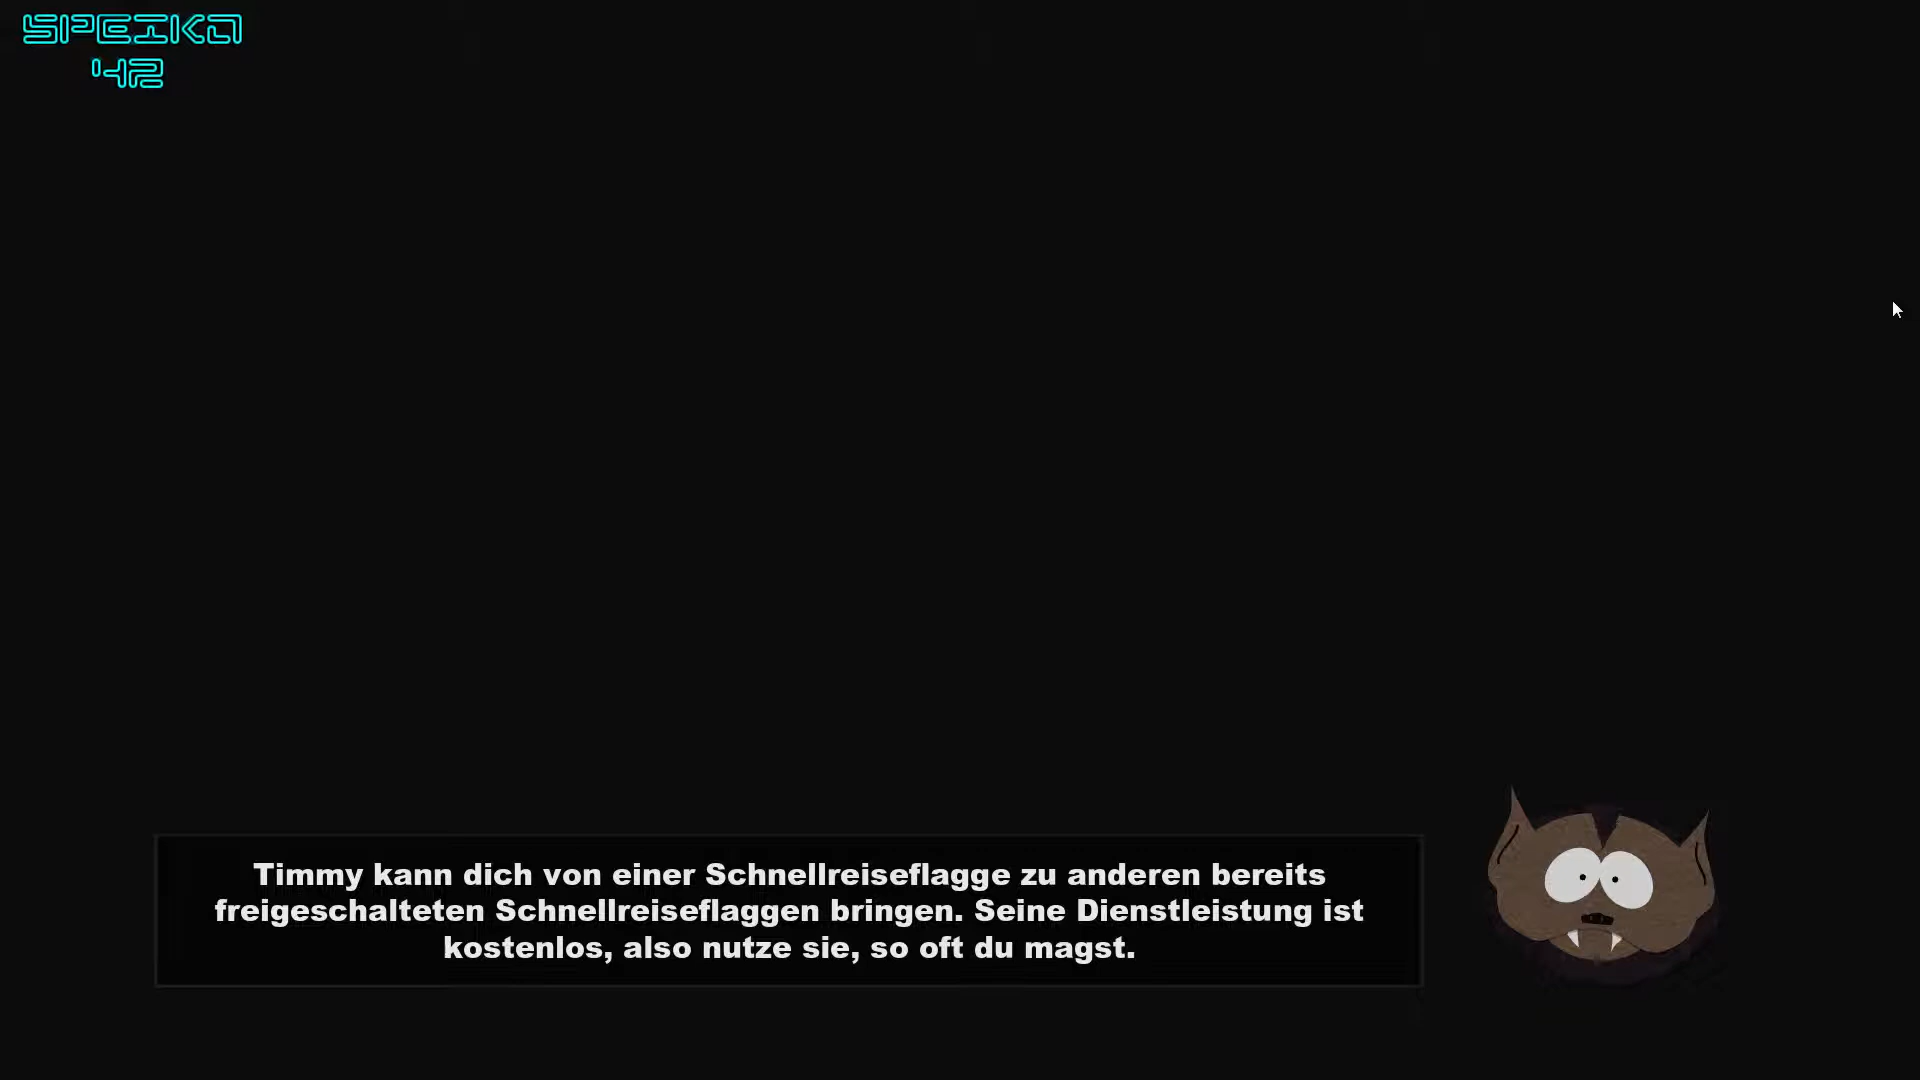 SPEIKO
42
Timmy kann dich von einer Schnellreiseflagge zu anderen bereits
freigeschalteten Schnellreiseflaggen bringen. Seine Dienstleistung ist
kostenlos, also nutze sie, so oft du magst.